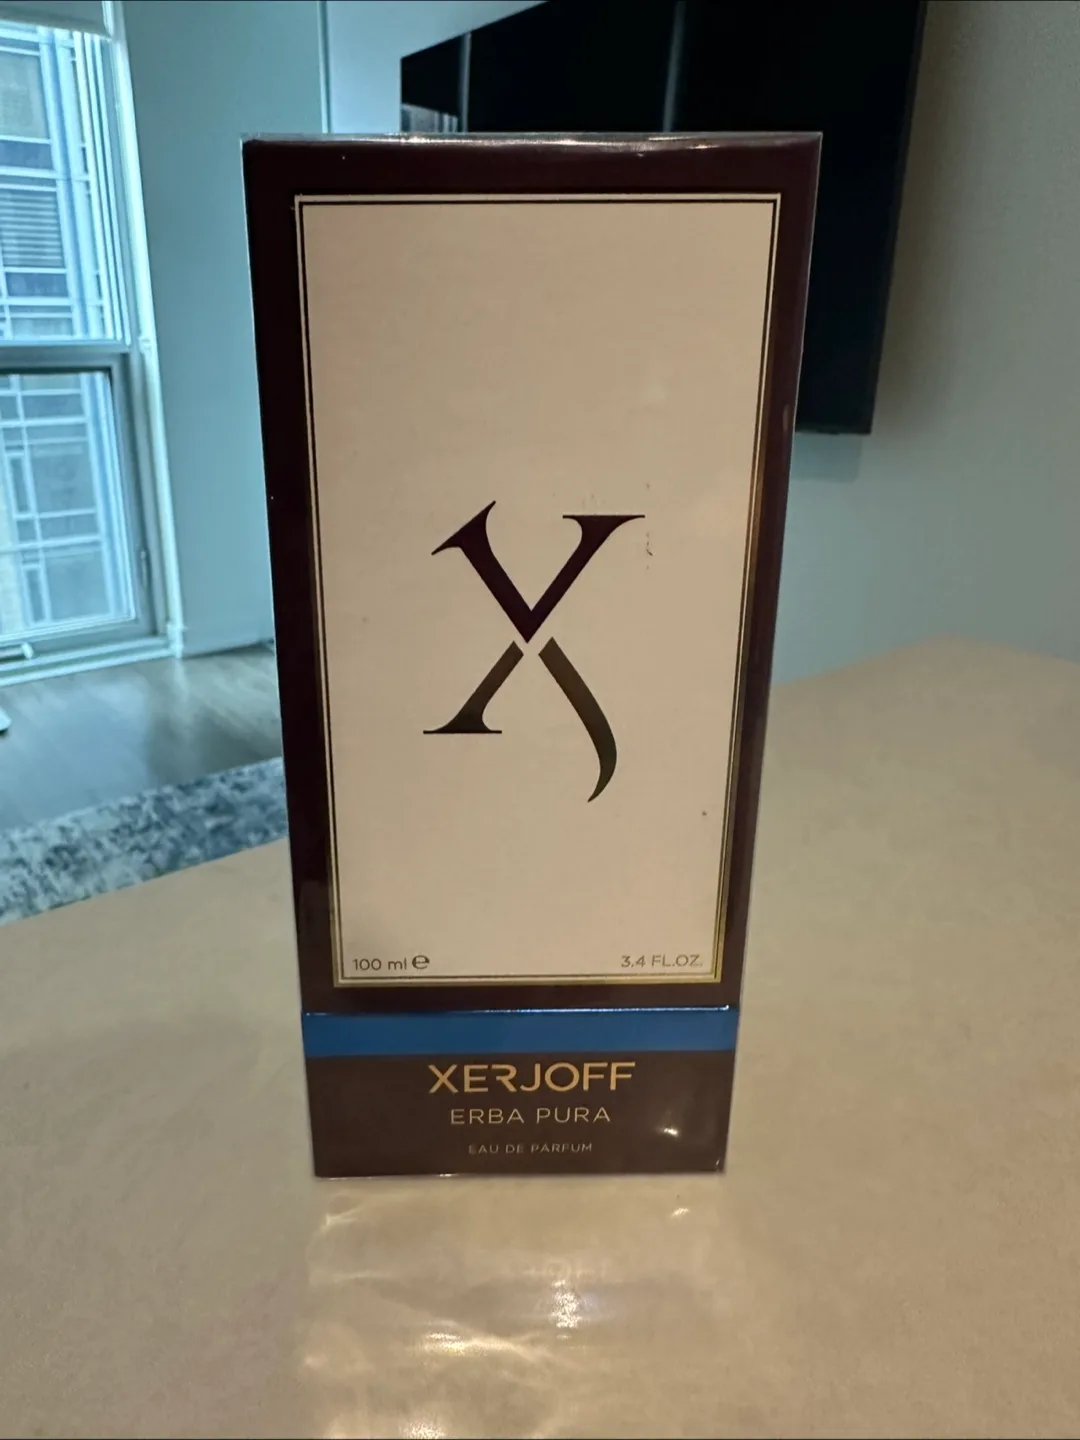 X
100 ml ℮
3.4 FL.OZ.
XERJOFF
ERBA PURA
EAU DE PARFUM